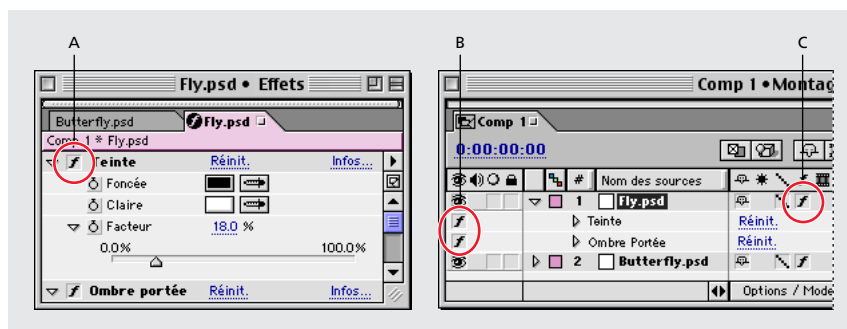 A
B
C
Fly.psd • Effets
Butterfly.psd
Fly.psd
Comp 1 * Fly.psd
f Teinte Réinit. Infos...
Foncée
Claire
Facteur 18.0 %
0.0% 100.0%
f Ombre portée Réinit. Infos...
Comp 1 • Montag
Comp 1
0:00:00:00
# Nom des sources
1 Fly.psd f
f Teinte Réinit.
f Ombre Portée Réinit.
2 Butterfly.psd f
Options / Mode